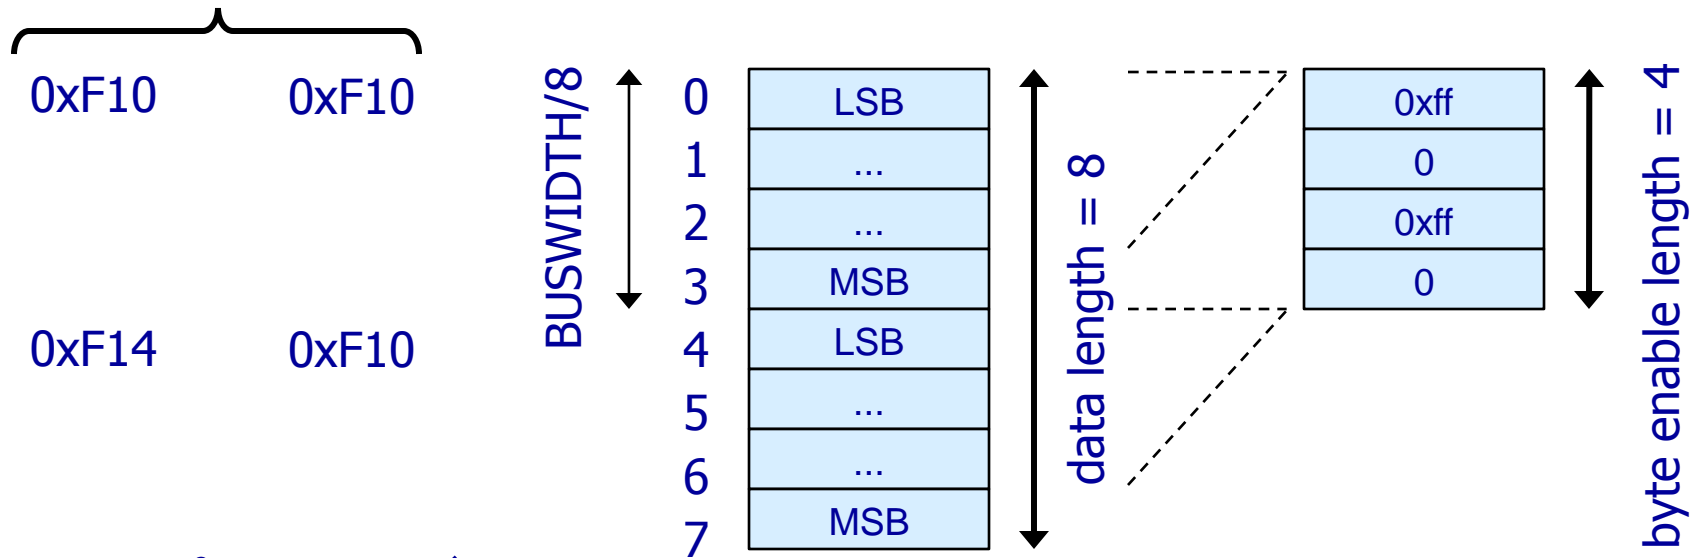 0xF10 0xF10
0xF14 0xF10
BUSWIDTH/8
0
1
2
3
4
5
6
7
LSB
...
...
MSB
LSB
...
...
MSB
data length = 8
0xff
0
0xff
0
byte enable length = 4